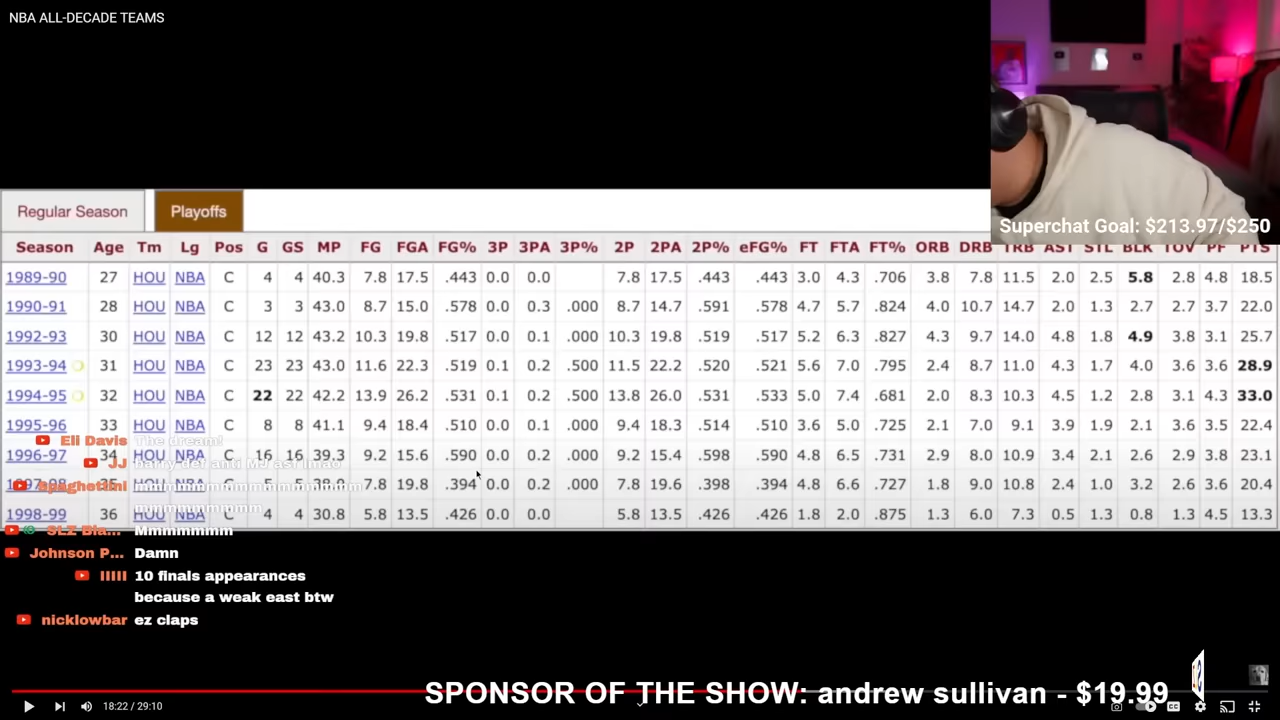 NBA ALL-DECADE TEAMS
Superchat Goal: $213.97/$250
Regular Season Playoffs
Season Age Tm Lg Pos G GS MP FG FGA FG% 3P 3PA 3P% 2P 2PA 2P% eFG% FT FTA FT% ORB DRB TRB AST STL BLK TOV PF PTS
1989-90 27 HOU NBA C 4 4 40.3 7.8 17.5 .443 0.0 0.0 7.8 17.5 .443 .443 3.0 4.3 .706 3.8 7.8 11.5 2.0 2.5 5.8 2.8 4.8 18.5
1990-91 28 HOU NBA C 3 3 43.0 8.7 15.0 .578 0.0 0.3 .000 8.7 14.7 .591 .578 4.7 5.7 .824 4.0 10.7 14.7 2.0 1.3 2.7 2.7 3.7 22.0
1992-93 30 HOU NBA C 12 12 43.2 10.3 19.8 .517 0.0 0.1 .000 10.3 19.8 .519 .517 5.2 6.3 .827 4.3 9.7 14.0 4.8 1.8 4.9 3.8 3.1 25.7
1993-94 31 HOU NBA C 23 23 43.0 11.6 22.3 .519 0.1 0.2 .500 11.5 22.2 .520 .521 5.6 7.0 .795 2.4 8.7 11.0 4.3 1.7 4.0 3.6 3.6 28.9
1994-95 32 HOU NBA C 22 22 42.2 13.9 26.2 .531 0.1 0.2 .500 13.8 26.0 .531 .533 5.0 7.4 .681 2.0 8.3 10.3 4.5 1.2 2.8 3.1 4.3 33.0
1995-96 33 HOU NBA C 8 8 41.1 9.4 18.4 .510 0.0 0.1 .000 9.4 18.3 .514 .510 3.6 5.0 .725 2.1 7.0 9.1 3.9 1.9 2.1 3.6 3.5 22.4
Eli Davis The dream!
1996-97 34 HOU NBA C 16 16 39.3 9.2 15.6 .590 0.0 0.2 .000 9.2 15.4 .598 .590 4.8 6.5 .731 2.9 8.0 10.9 3.4 2.1 2.6 2.9 3.8 23.1
JJ
HOU NBA C 5 5 7.8 19.8 .394 0.0 0.2 .000 7.8 19.6 .398 .394 4.8 6.6 .727 1.8 9.0 10.8 2.4 1.0 3.2 2.6 3.6 20.4
1998-99 36 HOU NBA C 4 4 30.8 5.8 13.5 .426 0.0 0.0 5.8 13.5 .426 .426 1.8 2.0 .875 1.3 6.0 7.3 0.5 1.3 0.8 1.3 4.5 13.3
SLZ Bla... Mmmmmmm
Johnson P... Damn
IIIII 10 finals appearances
because a weak east btw
nicklowbar ez claps
SPONSOR OF THE SHOW: andrew sullivan - $19.99
18:22 / 29:10